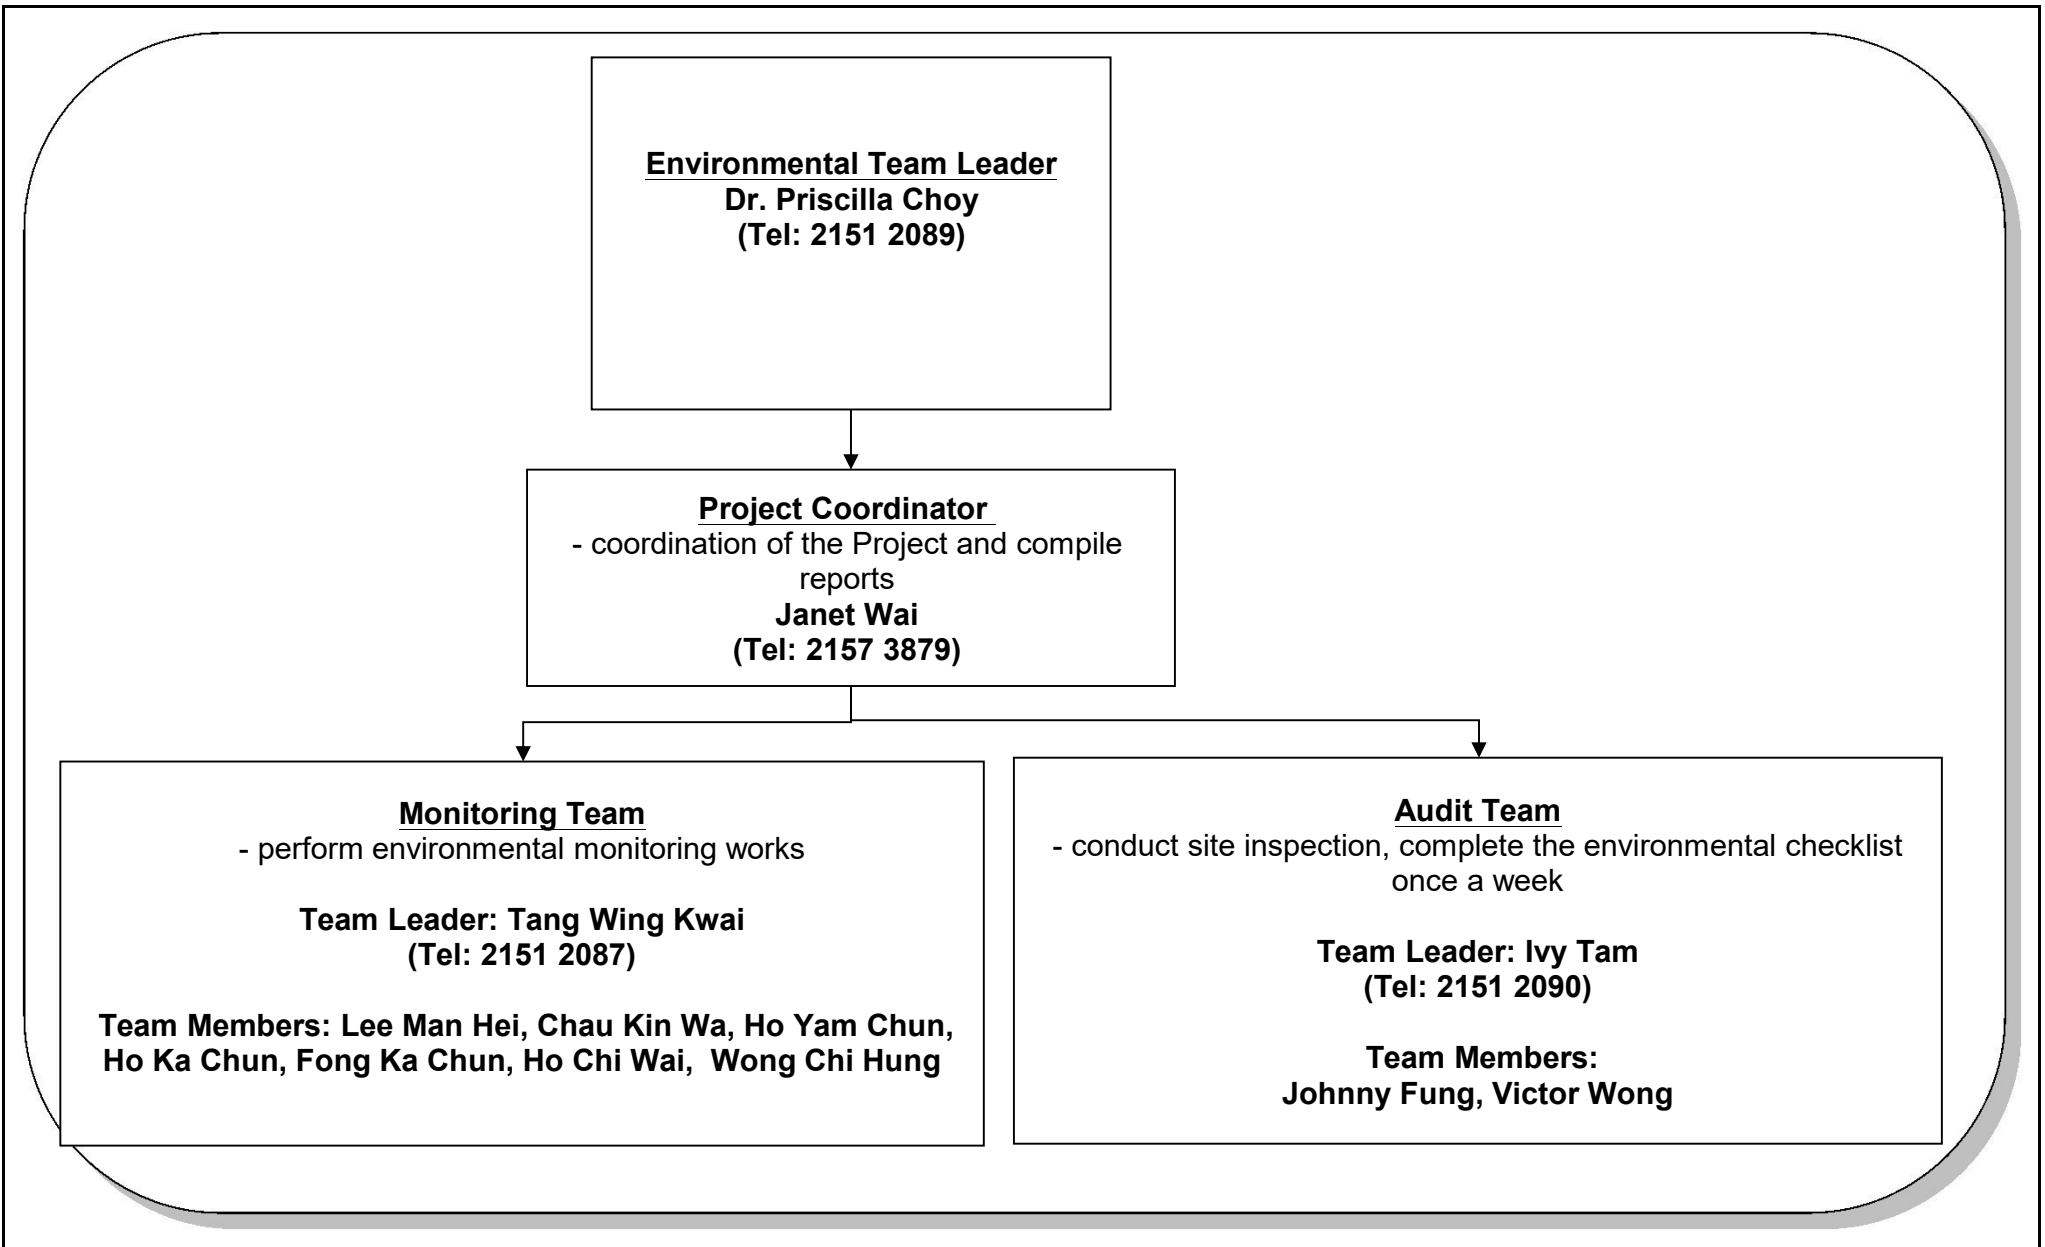 Environmental Team Leader
Dr. Priscilla Choy
(Tel: 2151 2089)
Project Coordinator
- coordination of the Project and compile
reports
Janet Wai
(Tel: 2157 3879)
Monitoring Team
- perform environmental monitoring works
Team Leader: Tang Wing Kwai
(Tel: 2151 2087)
Team Members: Lee Man Hei, Chau Kin Wa, Ho Yam Chun,
Ho Ka Chun, Fong Ka Chun, Ho Chi Wai,  Wong Chi Hung
Audit Team
- conduct site inspection, complete the environmental checklist
once a week
Team Leader: Ivy Tam
(Tel: 2151 2090)
Team Members:
Johnny Fung, Victor Wong